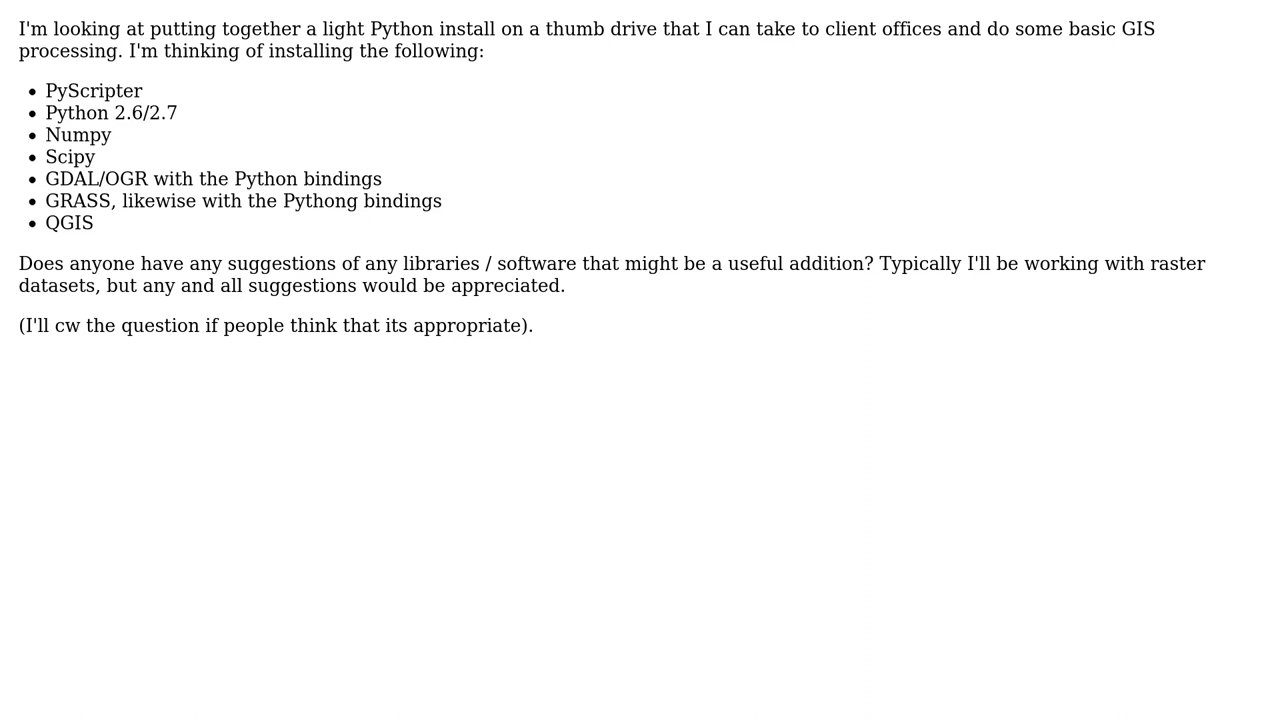 I'm looking at putting together a light Python install on a thumb drive that I can take to client offices and do some basic GIS
processing. I'm thinking of installing the following:
• PyScripter
• Python 2.6/2.7
• Numpy
• Scipy
• GDAL/OGR with the Python bindings
• GRASS, likewise with the Pythong bindings
• QGIS
Does anyone have any suggestions of any libraries / software that might be a useful addition? Typically I'll be working with raster
datasets, but any and all suggestions would be appreciated.
(I'll cw the question if people think that its appropriate).